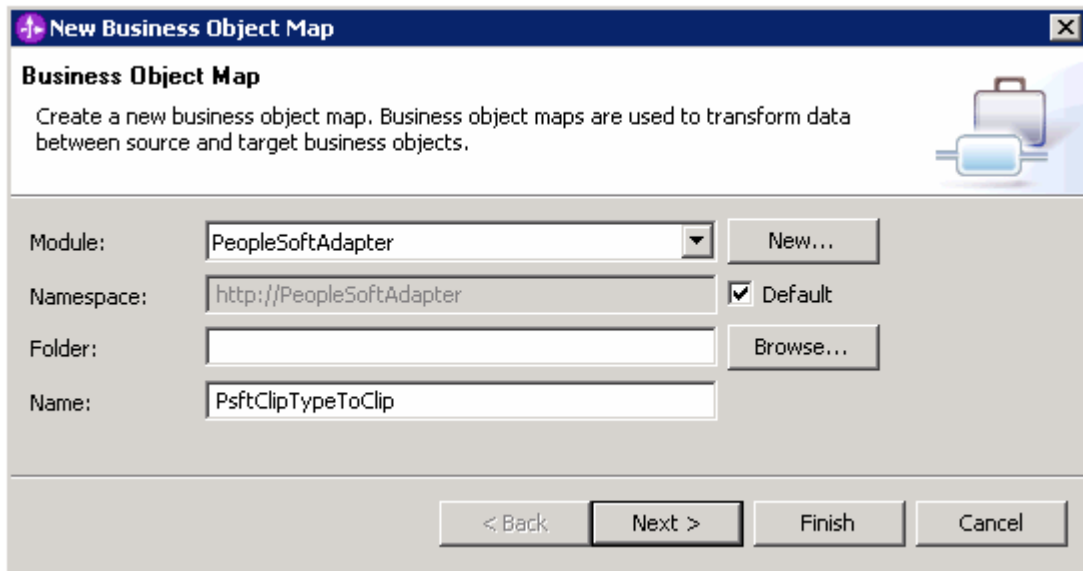 New Business Object Map
Business Object Map
Create a new business object map. Business object maps are used to transform data
between source and target business objects.
Module: PeopleSoftAdapter New...
Namespace: http://PeopleSoftAdapter Default
Folder: Browse...
Name: PsftClipTypeToClip
< Back Next > Finish Cancel